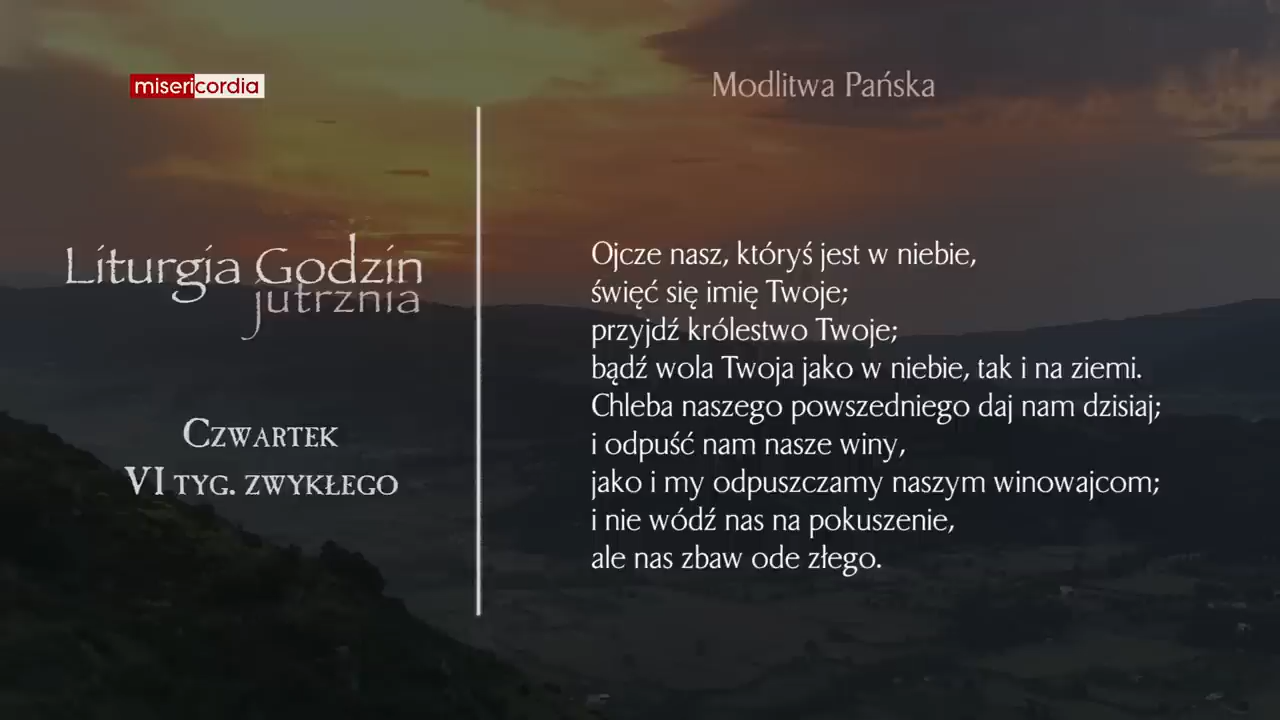 misericordia
Modlitwa Pańska
Liturgia Godzin
jutrznia
Czwartek
VI tyg. zwykłego
Ojcze nasz, któryś jest w niebie,
święć się imię Twoje;
przyjdź królestwo Twoje;
bądź wola Twoja jako w niebie, tak i na ziemi.
Chleba naszego powszedniego daj nam dzisiaj;
i odpuść nam nasze winy,
jako i my odpuszczamy naszym winowajcom;
i nie wódź nas na pokuszenie,
ale nas zbaw ode złego.